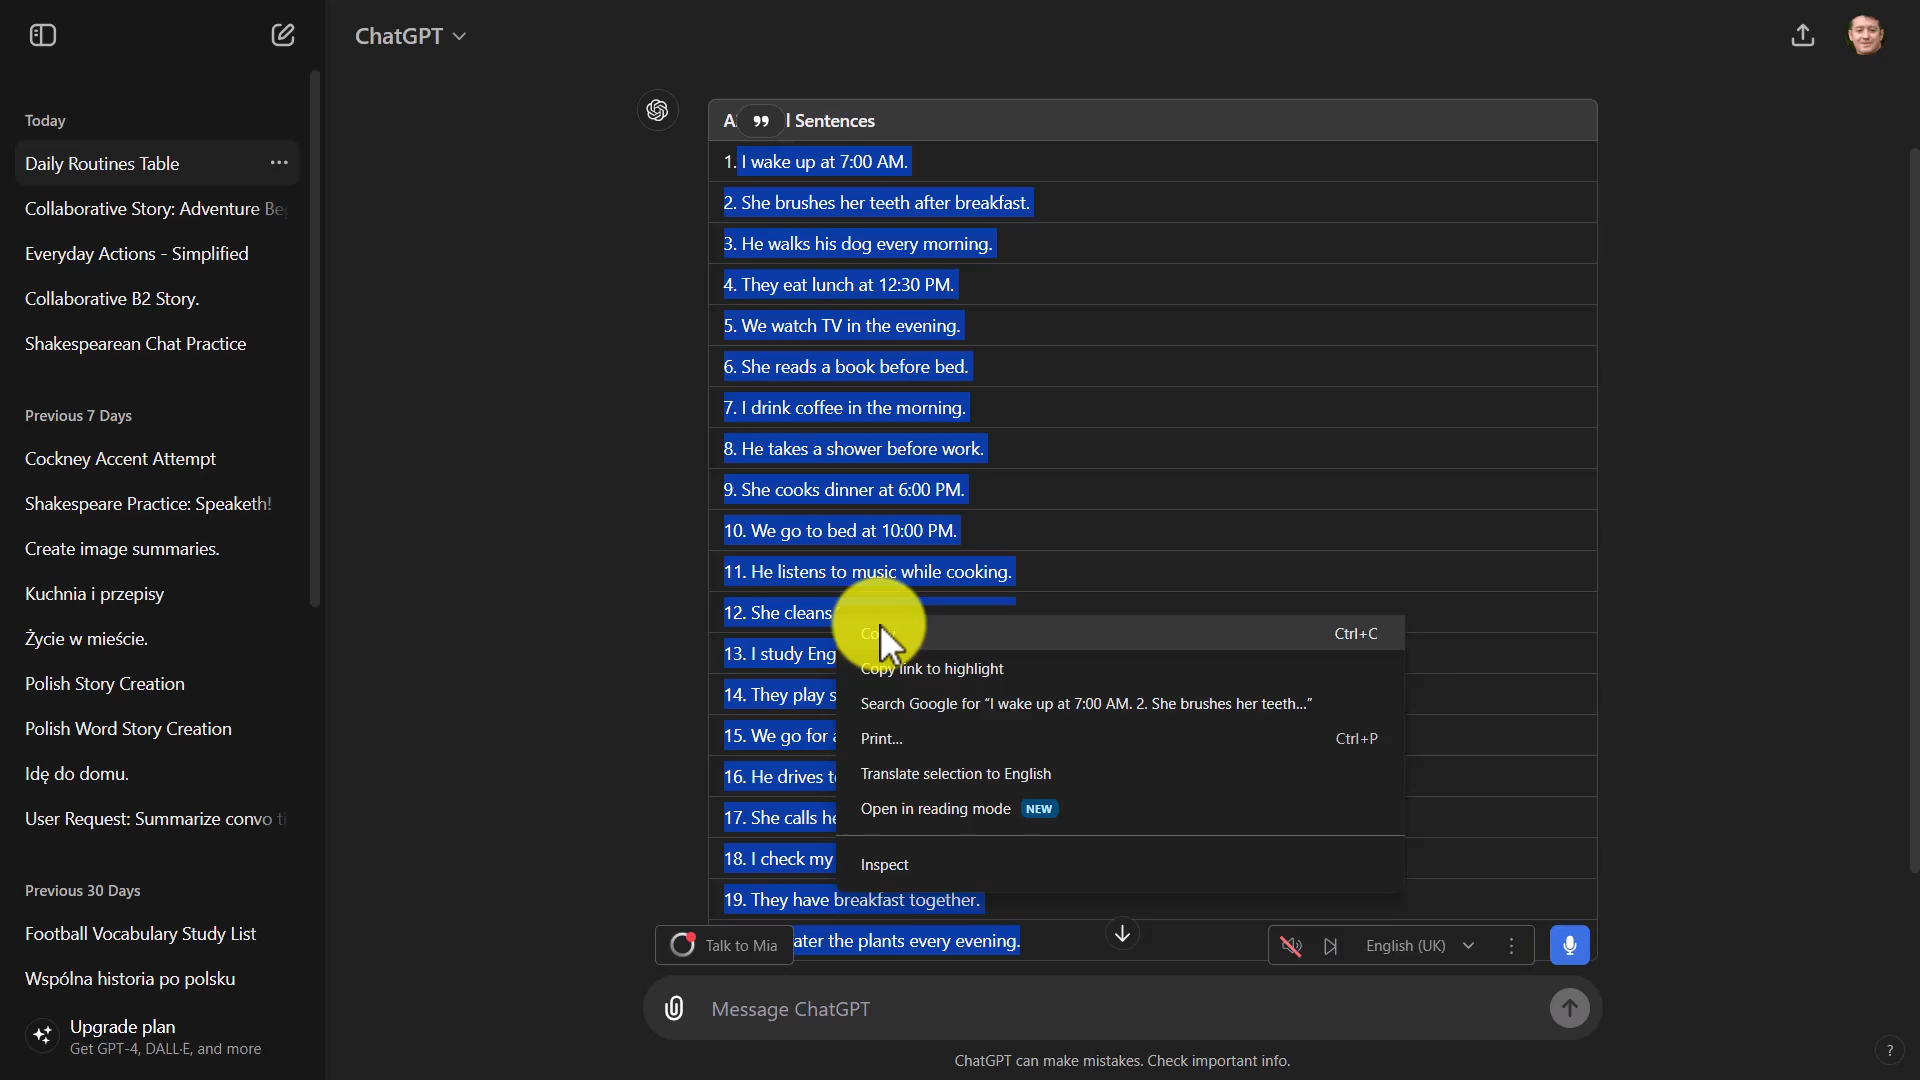 ChatGPT
Today
Daily Routines Table
Collaborative Story: Adventure Be
Everyday Actions - Simplified
Collaborative B2 Story.
Shakespearean Chat Practice
Previous 7 Days
Cockney Accent Attempt
Shakespeare Practice: Speaketh!
Create image summaries.
Kuchnia i przepisy
Życie w mieście.
Polish Story Creation
Polish Word Story Creation
Idę do domu.
User Request: Summarize convo ti
Previous 30 Days
Football Vocabulary Study List
Wspólna historia po polsku
Upgrade plan
Get GPT-4, DALL·E, and more
Sentences
1. I wake up at 7:00 AM.
2. She brushes her teeth after breakfast.
3. He walks his dog every morning.
4. They eat lunch at 12:30 PM.
5. We watch TV in the evening.
6. She reads a book before bed.
7. I drink coffee in the morning.
8. He takes a shower before work.
9. She cooks dinner at 6:00 PM.
10. We go to bed at 10:00 PM.
11. He listens to music while cooking.
12. She cleans
13. I study Eng
14. They play s
15. We go for a
16. He drives t
17. She calls he
18. I check my
19. They have breakfast together.
ater the plants every evening.
Copy Ctrl+C
Copy link to highlight
Search Google for “I wake up at 7:00 AM. 2. She brushes her teeth...”
Print... Ctrl+P
Translate selection to English
Open in reading mode NEW
Inspect
Talk to Mia
English (UK)
Message ChatGPT
ChatGPT can make mistakes. Check important info.
?